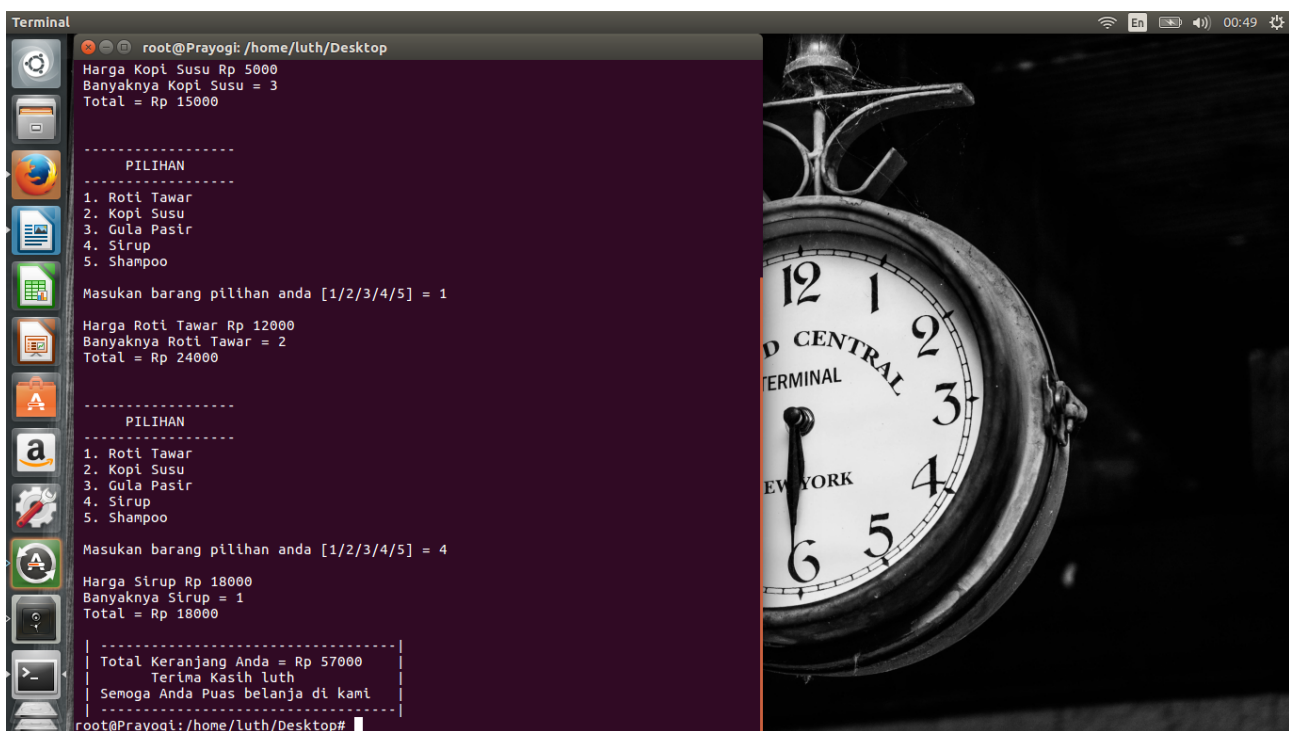 Terminal
En
00:49
root@Prayogi: /home/luth/Desktop
Harga Kopi Susu Rp 5000
Banyaknya Kopi Susu = 3
Total = Rp 15000
------------------
PILIHAN
------------------
1. Roti Tawar
2. Kopi Susu
3. Gula Pasir
4. Sirup
5. Shampoo
Masukan barang pilihan anda [1/2/3/4/5] = 1
Harga Roti Tawar Rp 12000
Banyaknya Roti Tawar = 2
Total = Rp 24000
------------------
PILIHAN
------------------
1. Roti Tawar
2. Kopi Susu
3. Gula Pasir
4. Sirup
5. Shampoo
Masukan barang pilihan anda [1/2/3/4/5] = 4
Harga Sirup Rp 18000
Banyaknya Sirup = 1
Total = Rp 18000
| -----------------------------------|
| Total Keranjang Anda = Rp 57000 |
| Terima Kasih luth |
| Semoga Anda Puas belanja di kami |
| -----------------------------------|
root@Prayogi:/home/luth/Desktop#
12
1
2
3
4
5
6
CENTRAL
TERMINAL
YORK